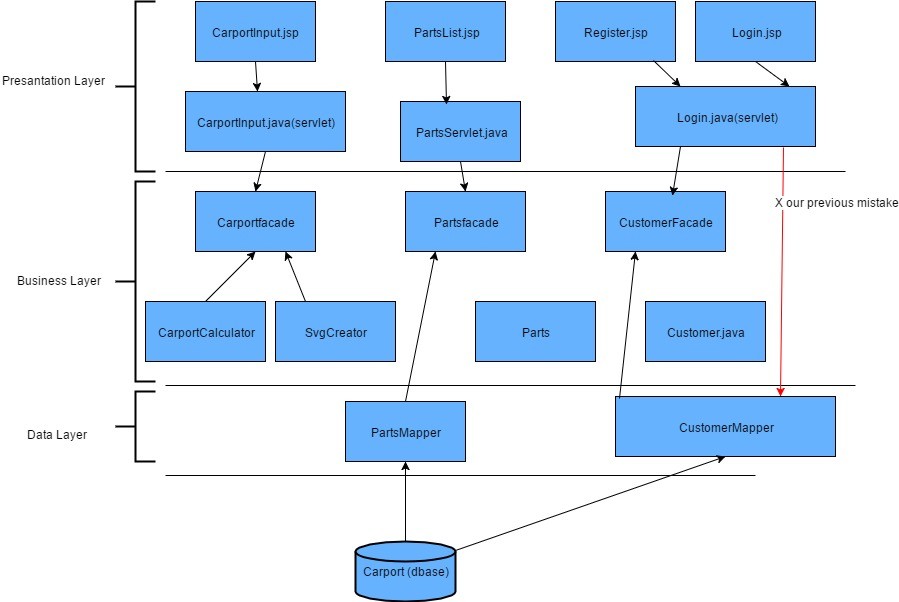 CarportInput.jsp
PartsList.jsp
Register.jsp
Login.jsp
Presantation Layer
CarportInput.java(servlet)
PartsServlet.java
Login.java(servlet)
X our previous mistake
Carportfacade
Partsfacade
CustomerFacade
Business Layer
CarportCalculator
SvgCreator
Parts
Customer.java
Data Layer
PartsMapper
CustomerMapper
Carport (dbase)